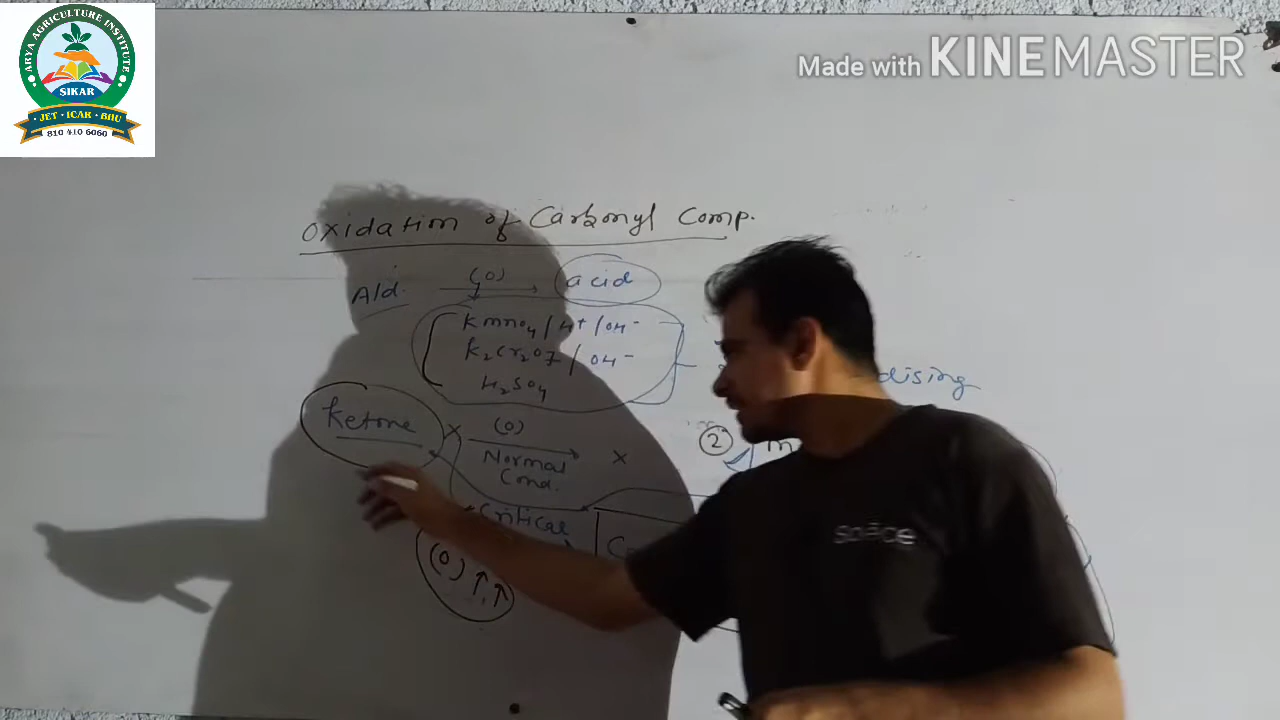 ARYA AGRICULTURE INSTITUTE
SIKAR
· JET · ICAR · BHU ·
810 410 6060
Made with KINEMASTER
Oxidation of Carbonyl Comp.
Ald. (O) acid
KMnO4 / H+ / OH-
K2Cr2O7 / OH-
H2SO4
dising
Ketone × (O) ×
Normal
Cond.
②
Critical
(O) ↑↑
space